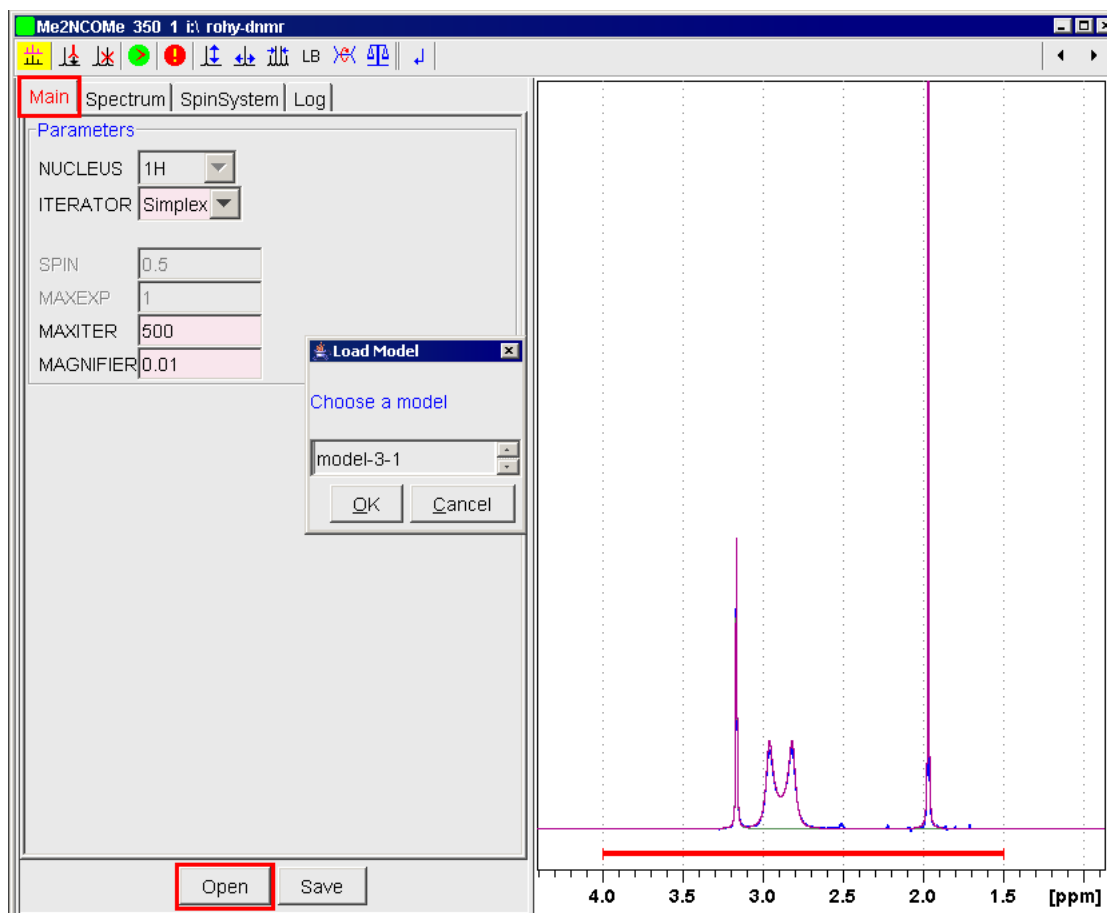 Me2NCOMe 350 1 i:\ rohy-dnmr
LB
Main Spectrum SpinSystem Log
Parameters
NUCLEUS 1H
ITERATOR Simplex
SPIN 0.5
MAXEXP 1
MAXITER 500
MAGNIFIER 0.01
Load Model
Choose a model
model-3-1
OK Cancel
Open Save
4.0 3.5 3.0 2.5 2.0 1.5 [ppm]